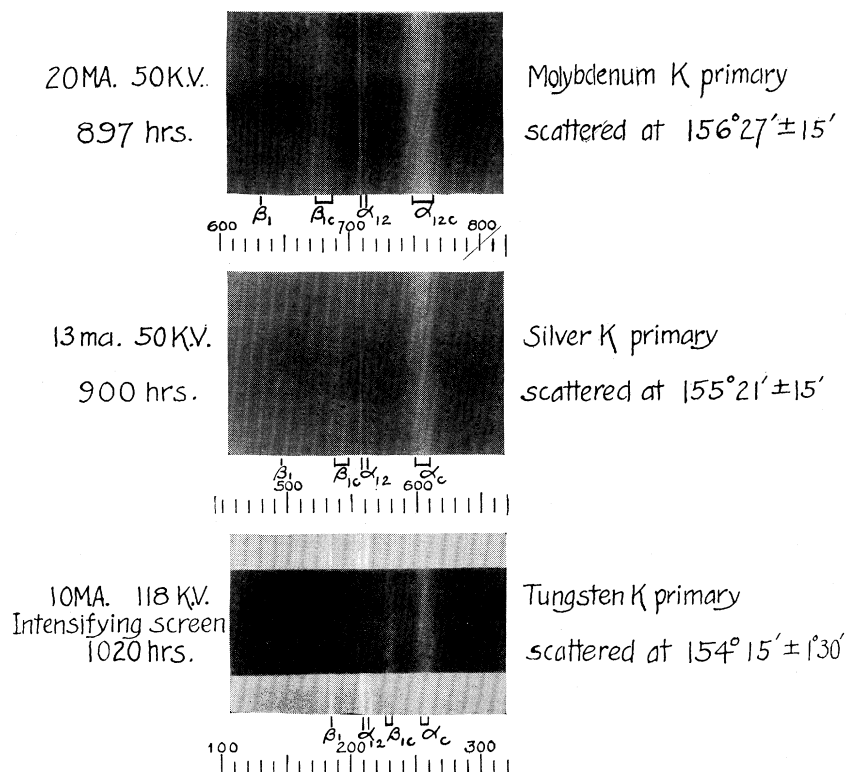 20MA. 50K.V.
897 hrs.
Molybdenum K primary
scattered at 156°27′±15′
β₁ β₁c α₁₂ α₁₂c
600 700 800
13ma. 50K.V.
900 hrs.
Silver K primary
scattered at 155°21′±15′
β₁ β₁c α₁₂ αc
500 600
10MA. 118 K.V.
Intensifying screen
1020 hrs.
Tungsten K primary
scattered at 154° 15′±1°30′
β₁ α₁₂ β₁c αc
100 200 300